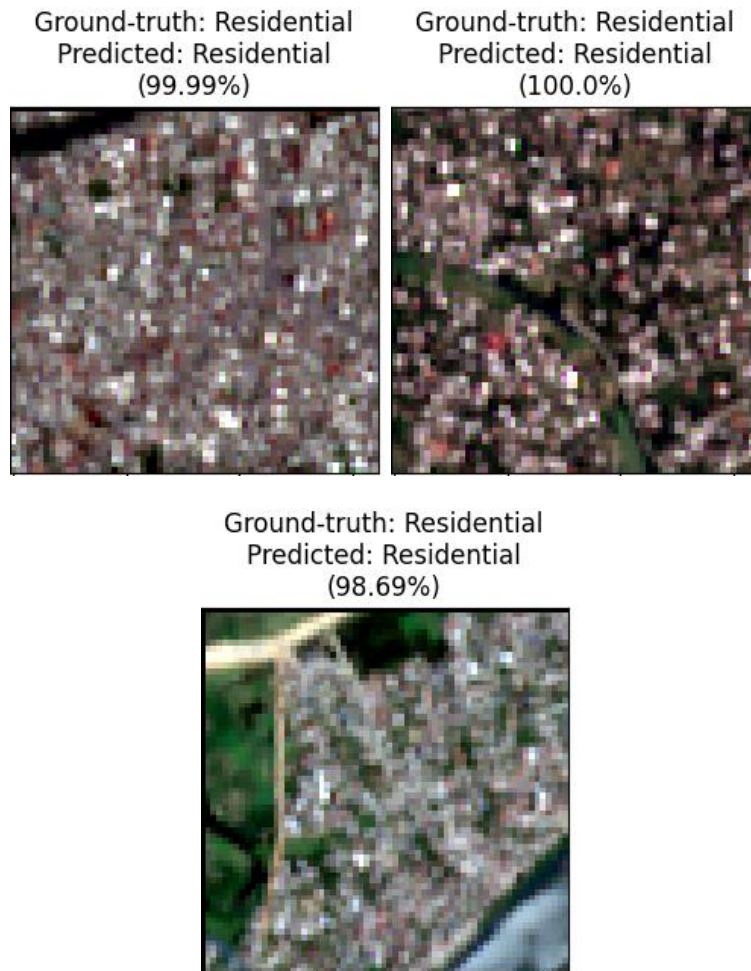 Ground-truth: Residential
Predicted: Residential
(99.99%)
Ground-truth: Residential
Predicted: Residential
(100.0%)
Ground-truth: Residential
Predicted: Residential
(98.69%)